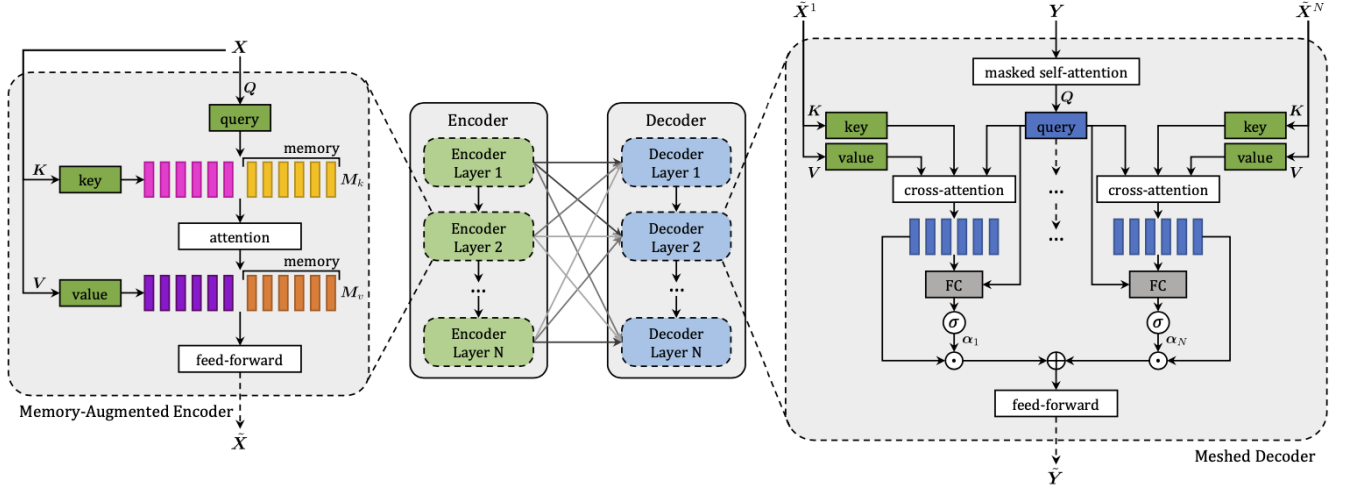 X
Q
query
memory
K
key
M_k
attention
memory
V
value
M_v
feed-forward
Memory-Augmented Encoder
X̃
Encoder
Encoder
Layer 1
Encoder
Layer 2
...
Encoder
Layer N
Decoder
Decoder
Layer 1
Decoder
Layer 2
...
Decoder
Layer N
X̃¹
Y
X̃ᴺ
masked self-attention
Q
K
key
query
K
key
value
V
value
V
cross-attention
...
cross-attention
...
FC
FC
σ
σ
α₁
α_N
feed-forward
Meshed Decoder
Ỹ